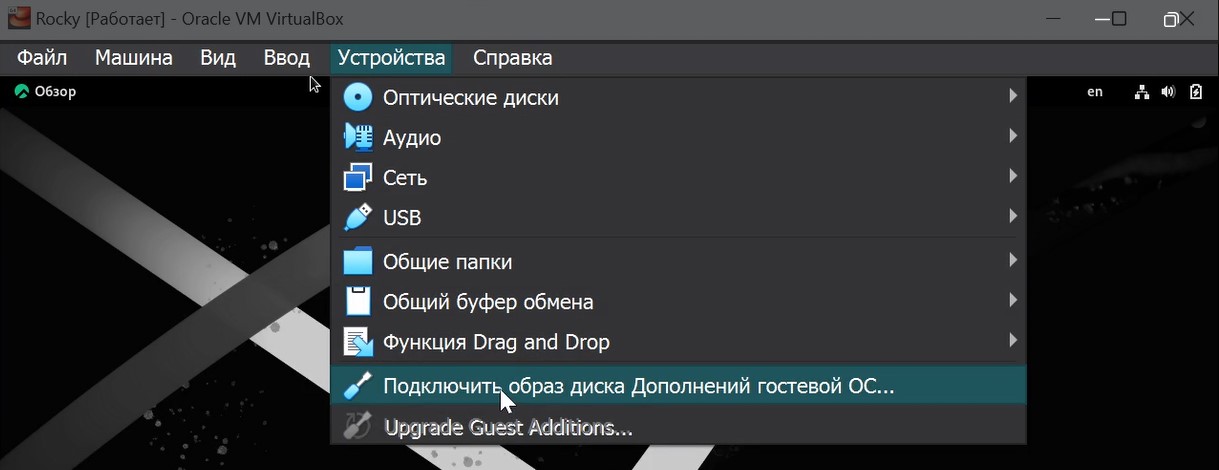 Rocky [Работает] - Oracle VM VirtualBox
Файл Машина Вид Ввод Устройства Справка
Обзор
en
Оптические диски
Аудио
Сеть
USB
Общие папки
Общий буфер обмена
Функция Drag and Drop
Подключить образ диска Дополнений гостевой ОС...
Upgrade Guest Additions...